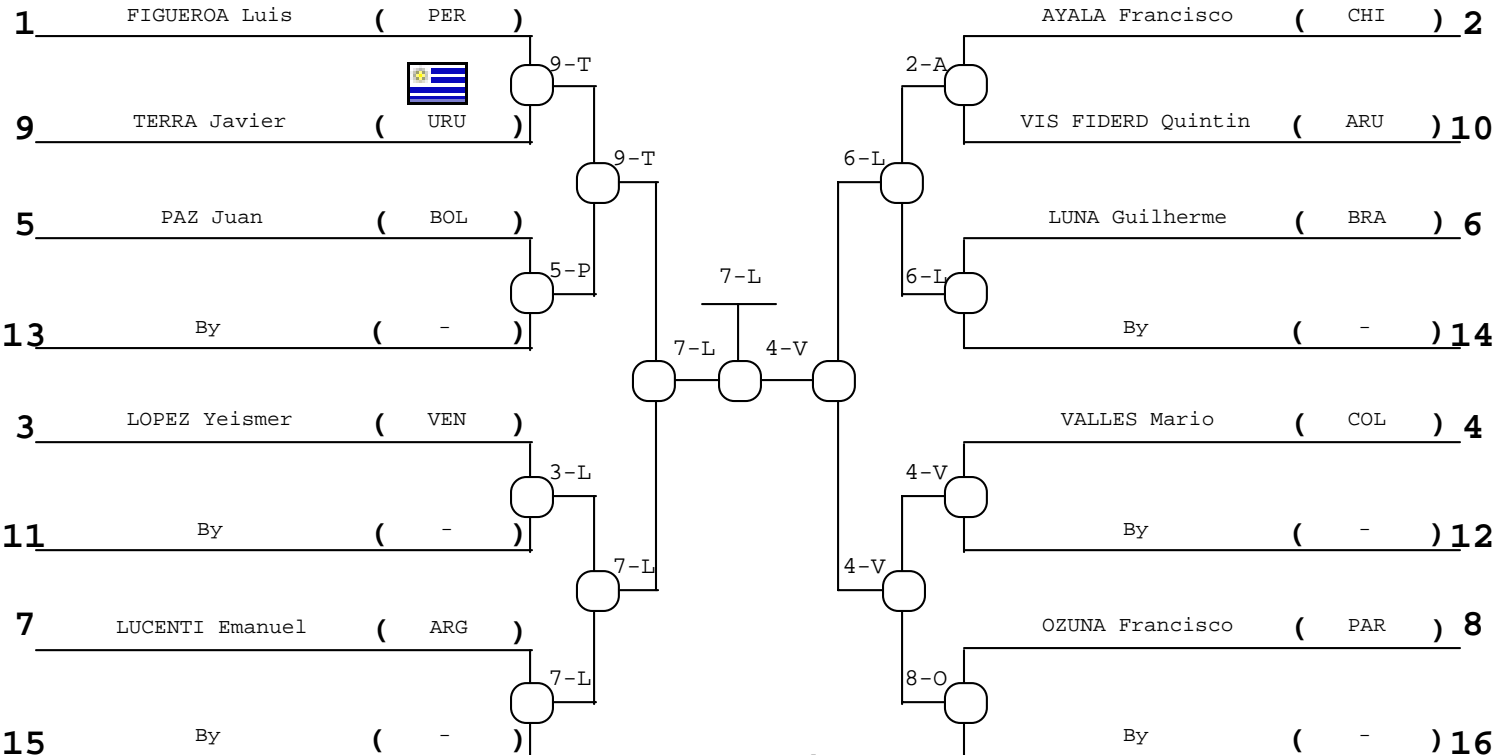 1 FIGUEROA Luis ( PER ) AYALA Francisco ( CHI ) 2
9-T 2-A
9 TERRA Javier ( URU ) VIS FIDERD Quintin ( ARU ) 10
9-T 6-L
5 PAZ Juan ( BOL ) LUNA Guilherme ( BRA ) 6
5-P 7-L 6-L
13 By ( - ) By ( - ) 14
7-L 4-V
3 LOPEZ Yeismer ( VEN ) VALLES Mario ( COL ) 4
3-L 4-V
11 By ( - ) By ( - ) 12
7-L 4-V
7 LUCENTI Emanuel ( ARG ) OZUNA Francisco ( PAR ) 8
7-L 8-O
15 By ( - ) By ( - ) 16